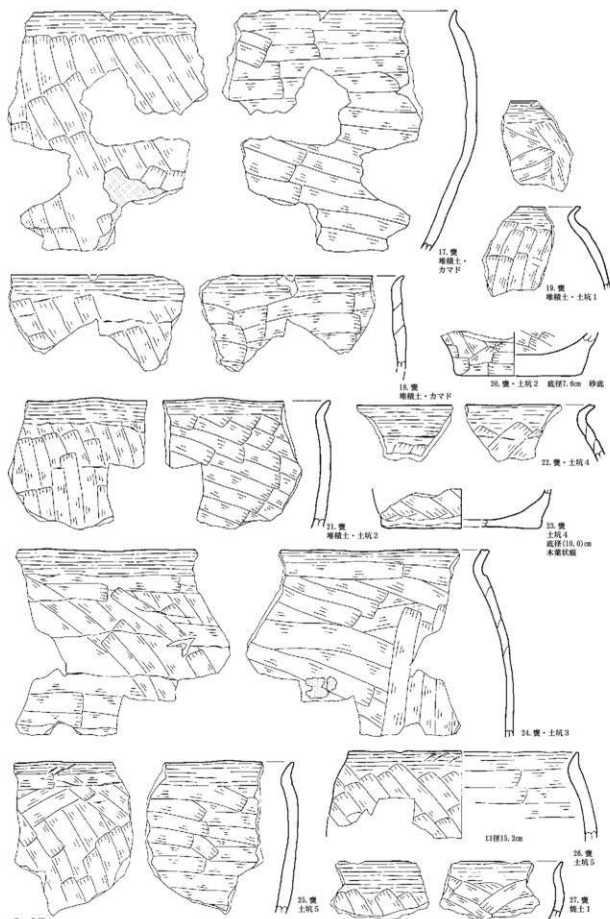 17. 甕
堆積土・
カマド
19. 甕
堆積土・土坑1
18. 甕
堆積土・カマド
20. 甕・土坑2 底径7.6cm 砂底
21. 甕
堆積土・土坑2
22. 甕・土坑4
23. 甕
土坑4
底径(10.0)cm
木葉状痕
24. 甕・土坑3
25. 甕
土坑5
口径15.2cm
26. 甕
土坑5
27. 甕
焼土1